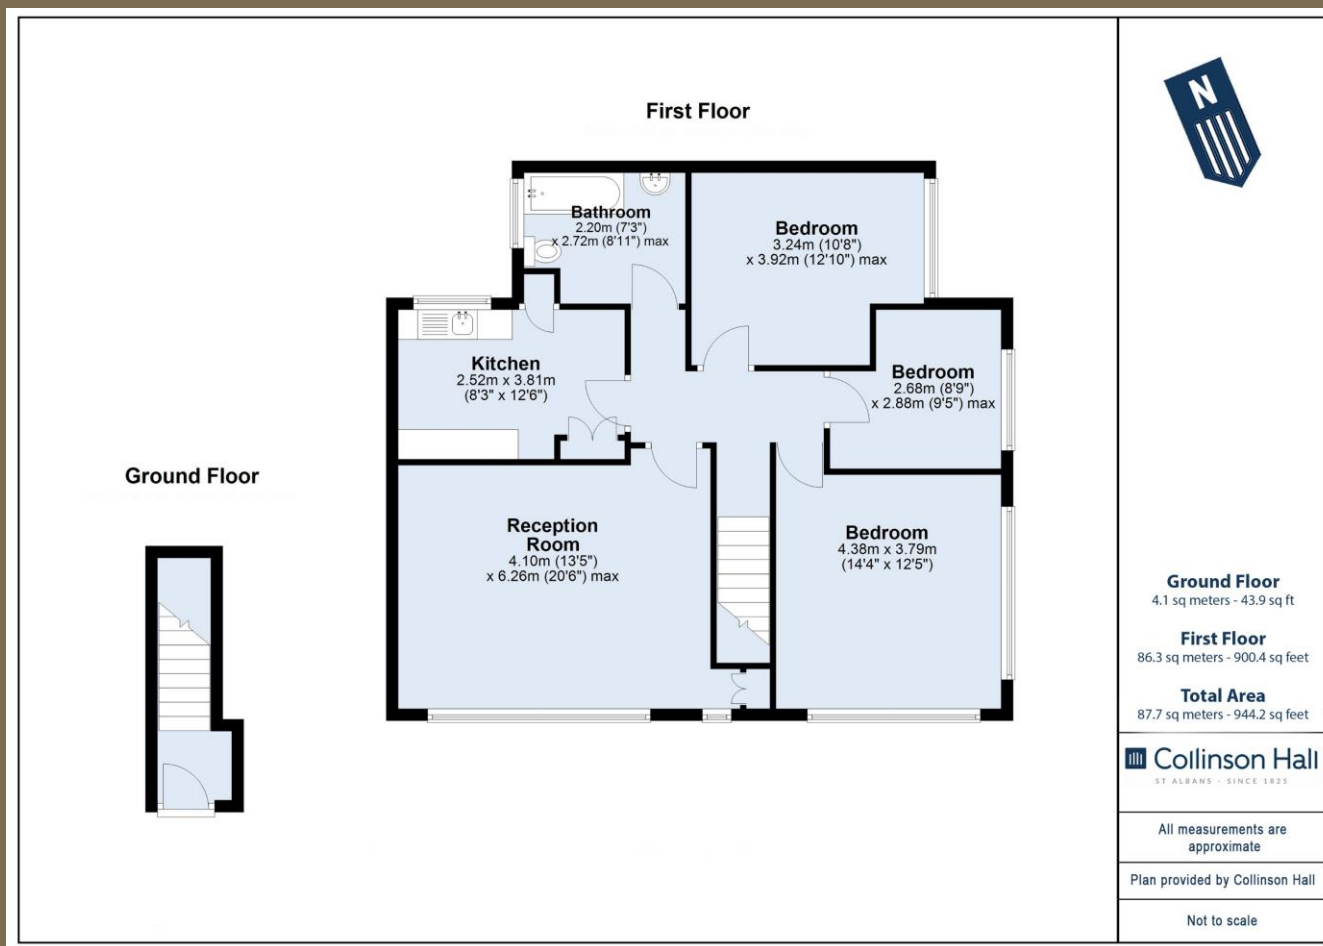 First Floor
N
Bathroom
2.20m (7'3")
x 2.72m (8'11") max
Bedroom
3.24m (10'8")
x 3.92m (12'10") max
Kitchen
2.52m x 3.81m
(8'3" x 12'6")
Bedroom
2.68m (8'9")
x 2.88m (9'5") max
Ground Floor
Reception
Room
4.10m (13'5")
x 6.26m (20'6") max
Bedroom
4.38m x 3.79m
(14'4" x 12'5")
Ground Floor
4.1 sq meters - 43.9 sq ft
First Floor
86.3 sq meters - 900.4 sq feet
Total Area
87.7 sq meters - 944.2 sq feet
Collinson Hall
ST ALBANS - SINCE 1825
All measurements are
approximate
Plan provided by Collinson Hall
Not to scale